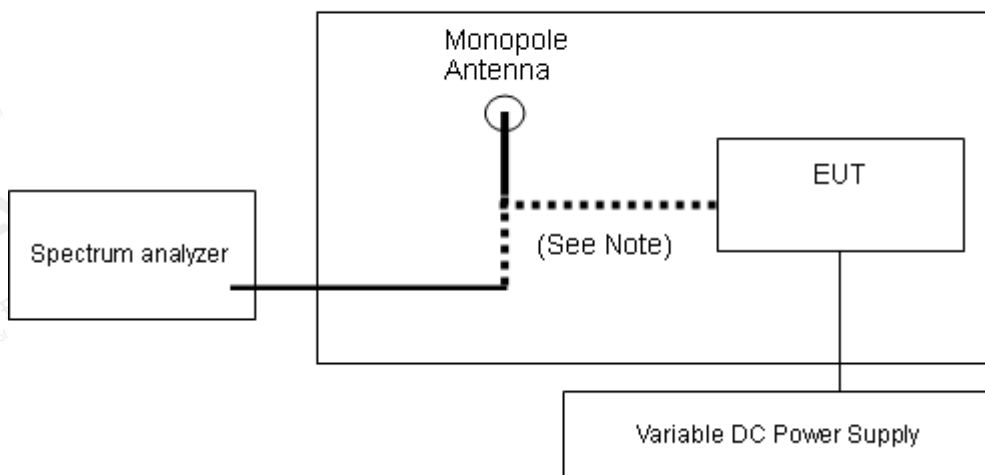 Monopole
Antenna
EUT
Spectrum analyzer
(See Note)
Variable DC Power Supply